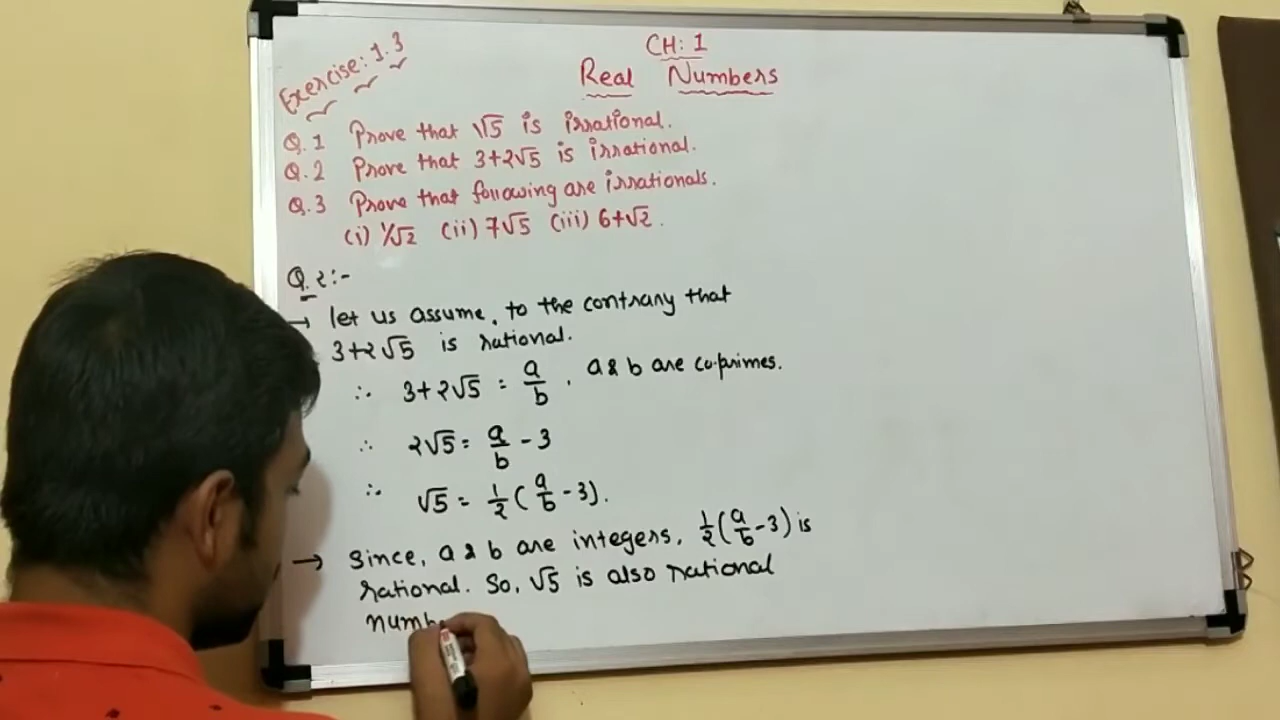 CH: 1
Real Numbers
Exercise: 1.3
Q.1 Prove that √5 is irrational.
Q.2 Prove that 3+2√5 is irrational.
Q.3 Prove that following are irrationals.
(i) 1/√2 (ii) 7√5 (iii) 6+√2.
Q.2:-
→ let us assume, to the contrary that
3+2√5 is rational.
∴ 3+2√5 = a/b, a & b are co-primes.
∴ 2√5 = a/b - 3
∴ √5 = 1/2 (a/b - 3).
→ Since, a & b are integers, 1/2 (a/b - 3) is
rational. So, √5 is also rational
numb